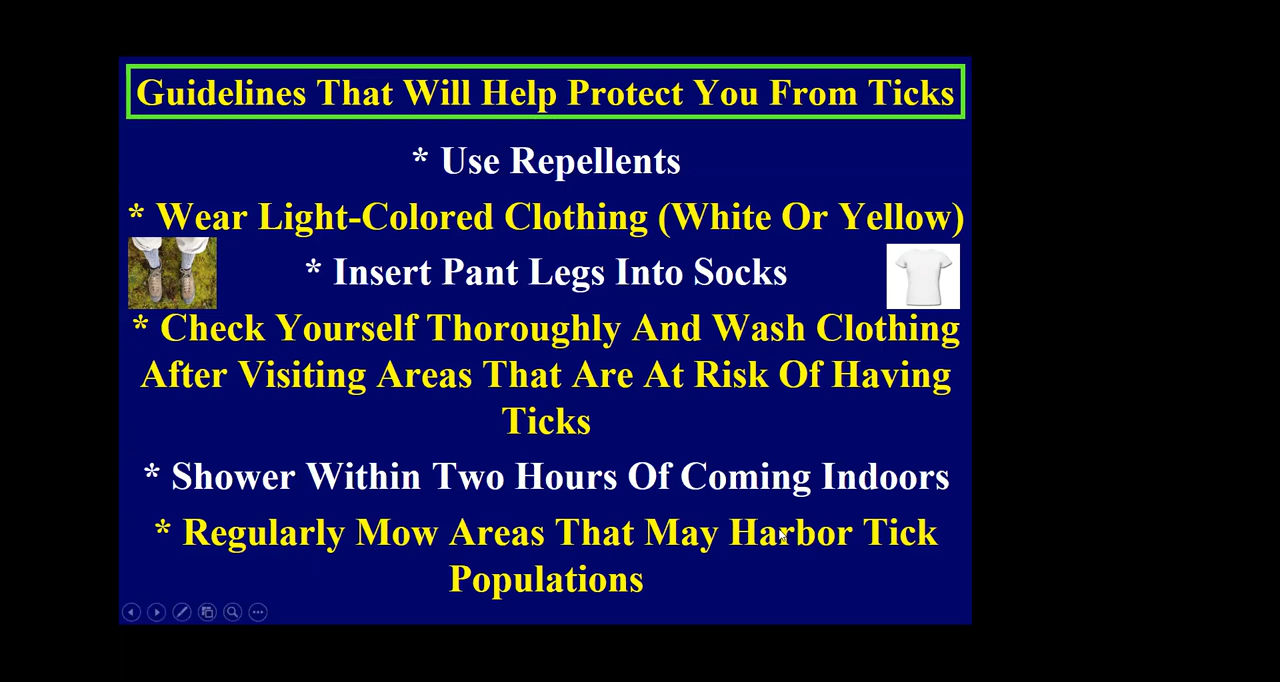 Guidelines That Will Help Protect You From Ticks
* Use Repellents
* Wear Light-Colored Clothing (White Or Yellow)
* Insert Pant Legs Into Socks
* Check Yourself Thoroughly And Wash Clothing
After Visiting Areas That Are At Risk Of Having
Ticks
* Shower Within Two Hours Of Coming Indoors
* Regularly Mow Areas That May Harbor Tick
Populations